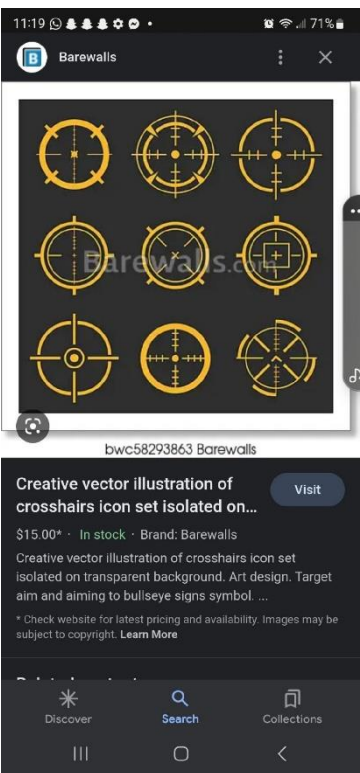 11:19
71%
B Barewalls
Barewalls.com
bwc58293863 Barewalls
Creative vector illustration of
crosshairs icon set isolated on...
Visit
$15.00* · In stock · Brand: Barewalls
Creative vector illustration of crosshairs icon set
isolated on transparent background. Art design. Target
aim and aiming to bullseye signs symbol. ...
* Check website for latest pricing and availability. Images may be
subject to copyright. Learn More
Discover
Search
Collections